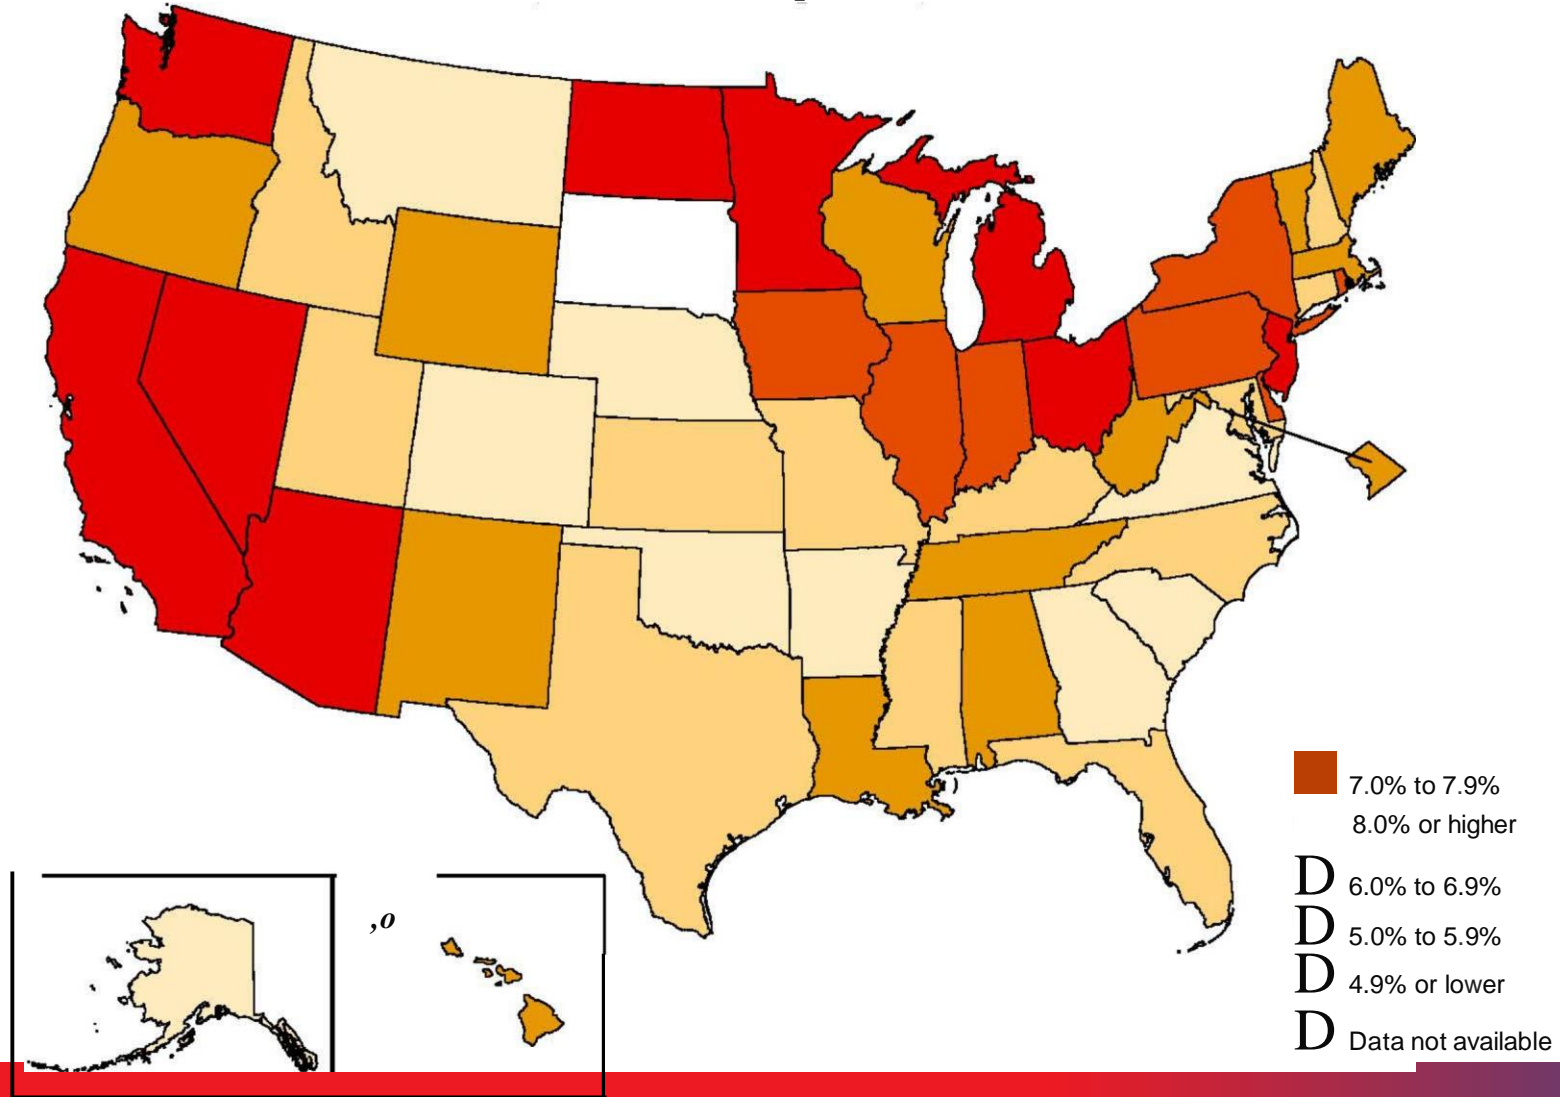 ,o
7.0% to 7.9%
8.0% or higher
D 6.0% to 6.9%
D 5.0% to 5.9%
D 4.9% or lower
D Data not available